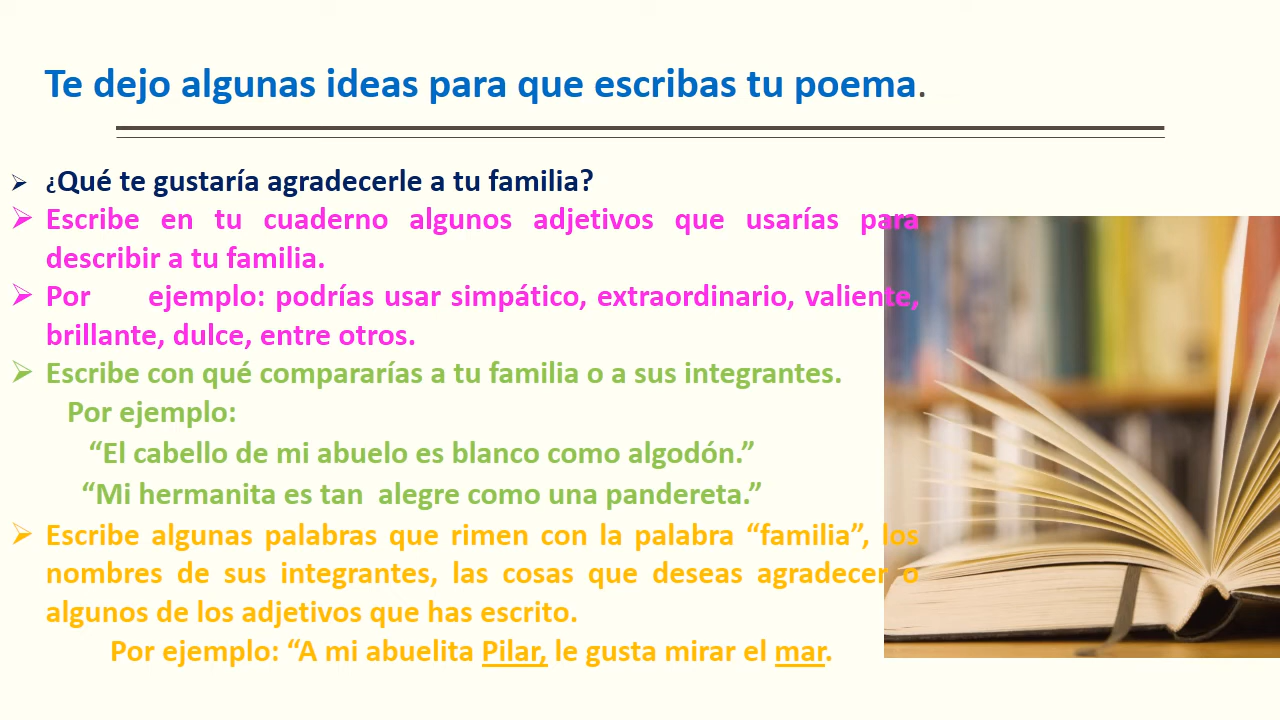 Te dejo algunas ideas para que escribas tu poema.
➢ ¿Qué te gustaría agradecerle a tu familia?
➢ Escribe en tu cuaderno algunos adjetivos que usarías para
describir a tu familia.
➢ Por ejemplo: podrías usar simpático, extraordinario, valiente,
brillante, dulce, entre otros.
➢ Escribe con qué compararías a tu familia o a sus integrantes.
Por ejemplo:
“El cabello de mi abuelo es blanco como algodón.”
“Mi hermanita es tan alegre como una pandereta.”
➢ Escribe algunas palabras que rimen con la palabra “familia”, los
nombres de sus integrantes, las cosas que deseas agradecer o
algunos de los adjetivos que has escrito.
Por ejemplo: “A mi abuelita Pilar, le gusta mirar el mar.